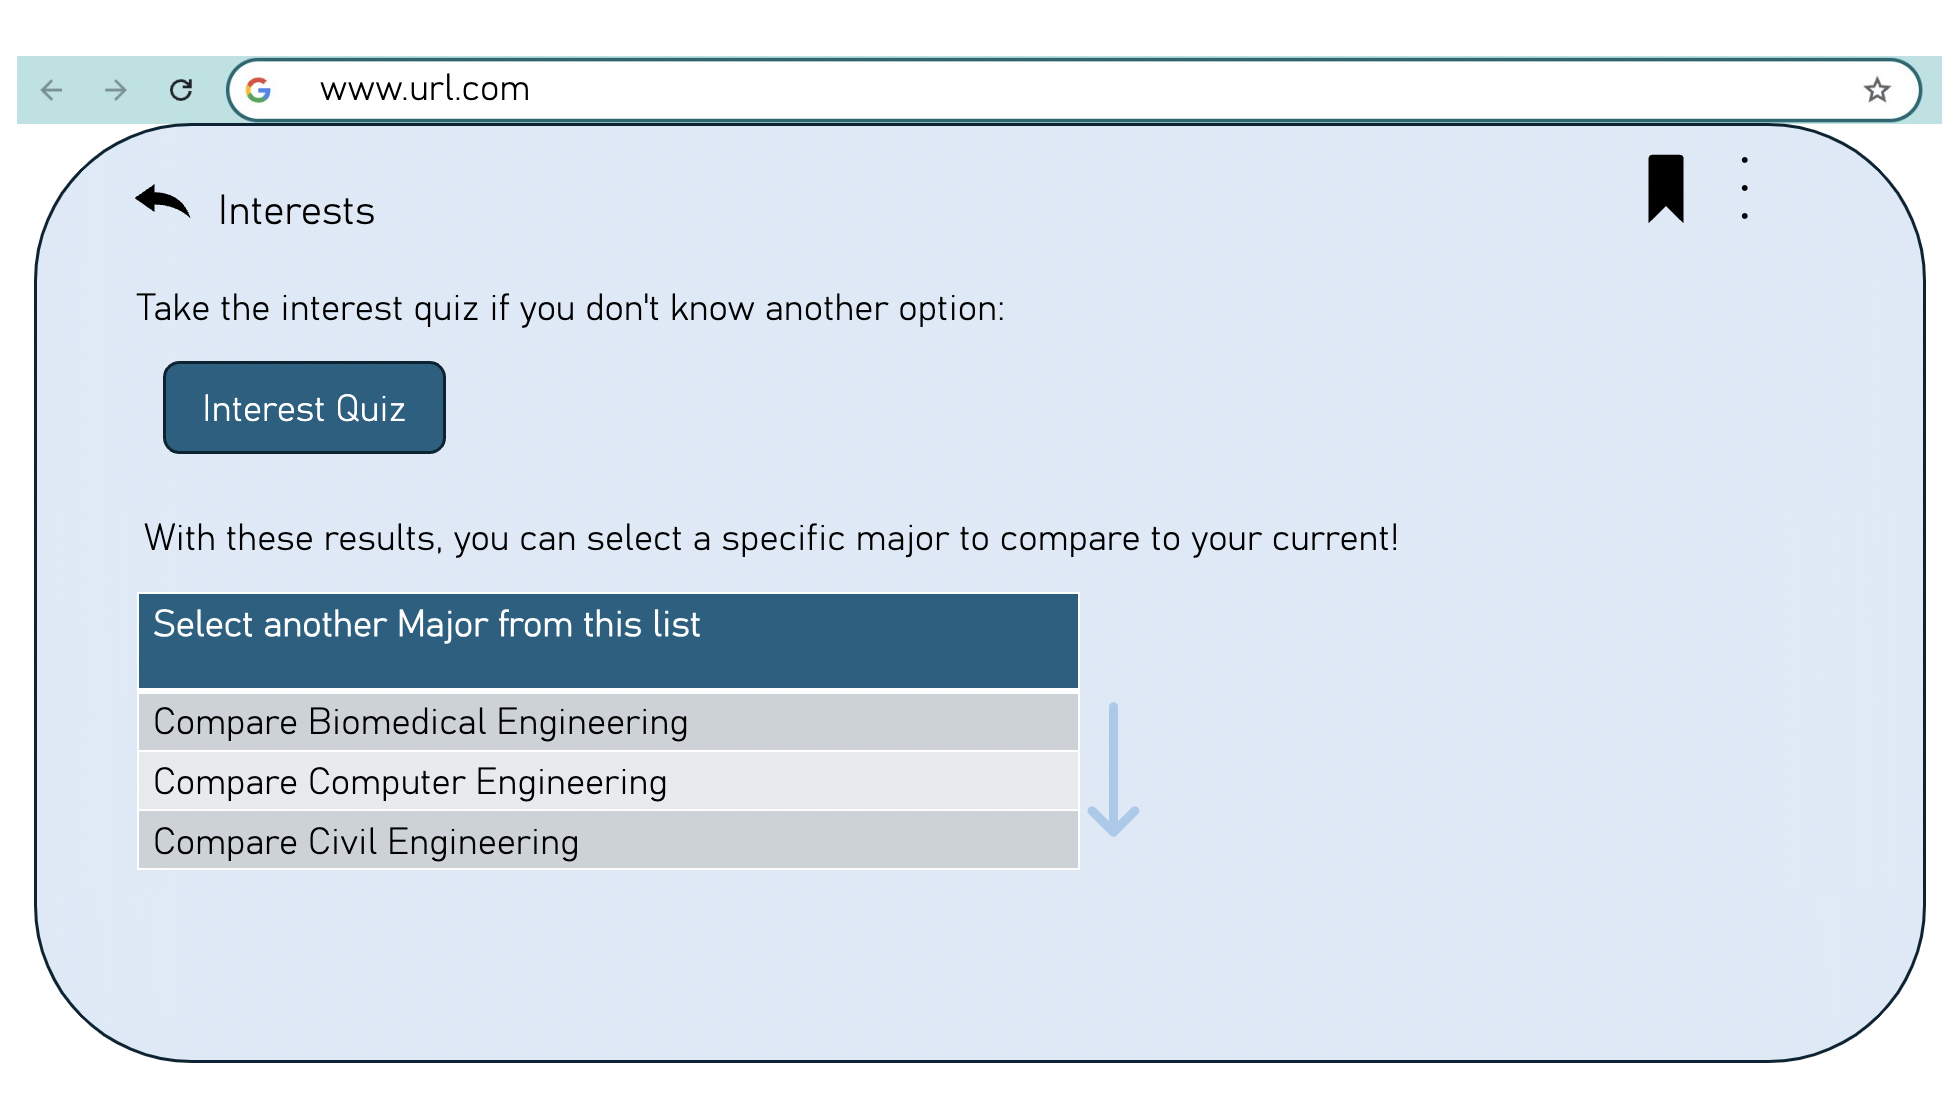 www.url.com
Interests
Take the interest quiz if you don't know another option:
Interest Quiz
With these results, you can select a specific major to compare to your current!
Select another Major from this list
Compare Biomedical Engineering
Compare Computer Engineering
Compare Civil Engineering